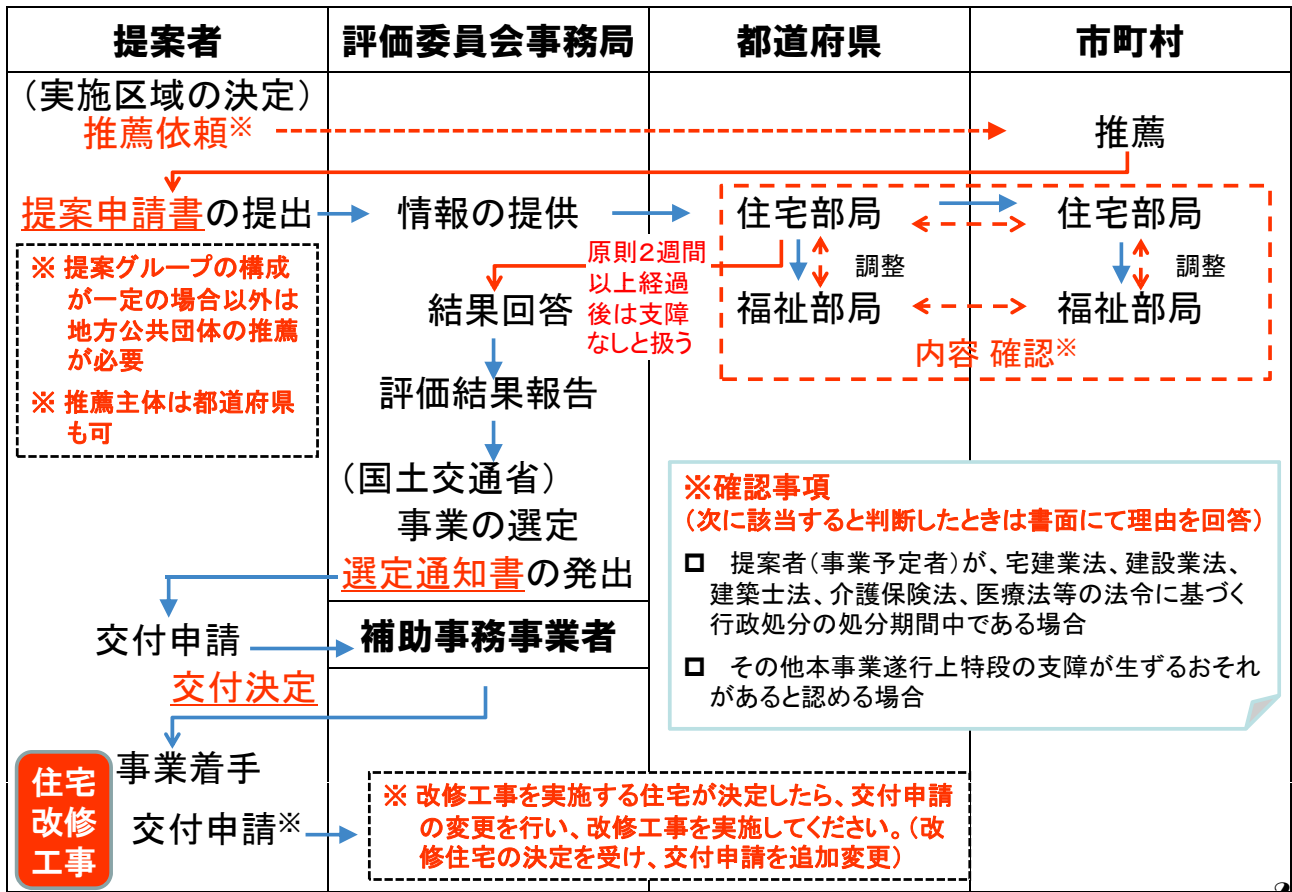 提案者
評価委員会事務局
都道府県
市町村
（実施区域の決定）
推薦依頼※
推薦
提案申請書の提出
情報の提供
住宅部局
住宅部局
※ 提案グループの構成
が一定の場合以外は
地方公共団体の推薦
が必要
※ 推薦主体は都道府県
も可
原則２週間
以上経過
後は支障
なしと扱う
調整
調整
結果回答
福祉部局
福祉部局
内容 確認※
評価結果報告
（国土交通省）
事業の選定
選定通知書の発出
※確認事項
（次に該当すると判断したときは書面にて理由を回答）
□ 提案者（事業予定者）が、宅建業法、建設業法、
建築士法、介護保険法、医療法等の法令に基づく
行政処分の処分期間中である場合
□ その他本事業遂行上特段の支障が生ずるおそれ
があると認める場合
交付申請
補助事務事業者
交付決定
事業着手
住宅
改修
工事
交付申請※
※ 改修工事を実施する住宅が決定したら、交付申請
の変更を行い、改修工事を実施してください。（改
修住宅の決定を受け、交付申請を追加変更）